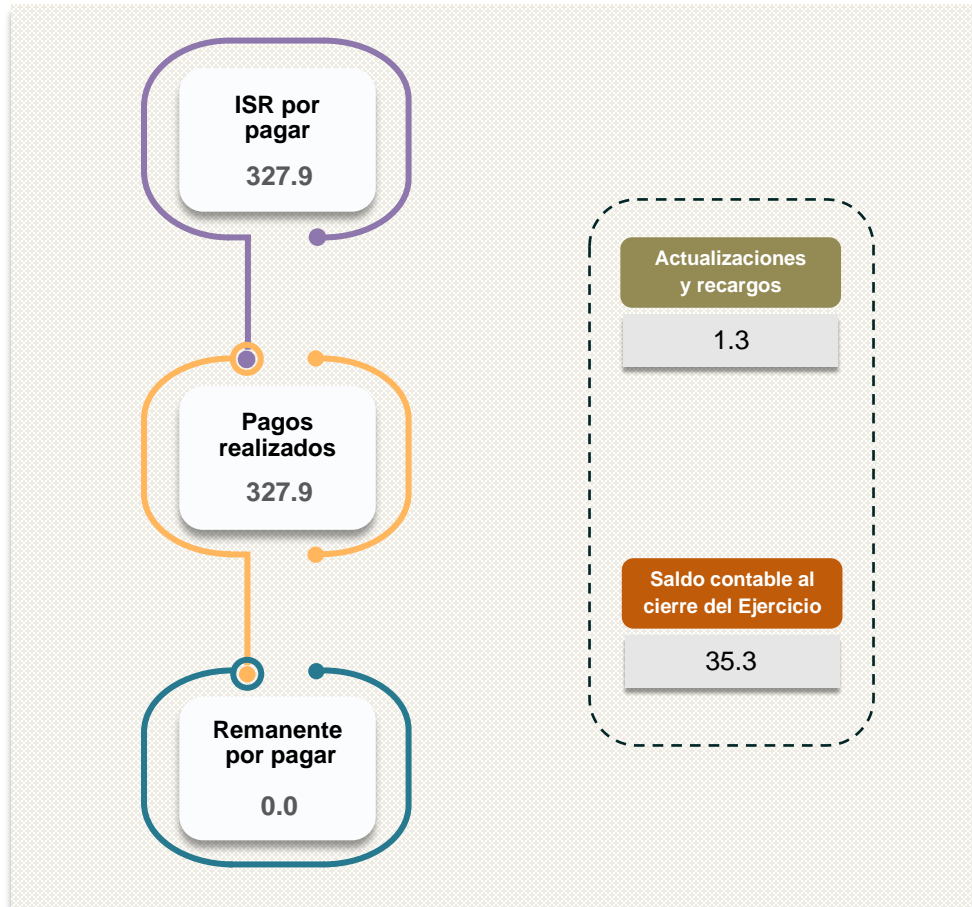 ISR por
pagar
327.9
Pagos
realizados
327.9
Remanente
por pagar
0.0
Actualizaciones
y recargos
1.3
Saldo contable al
cierre del Ejercicio
35.3